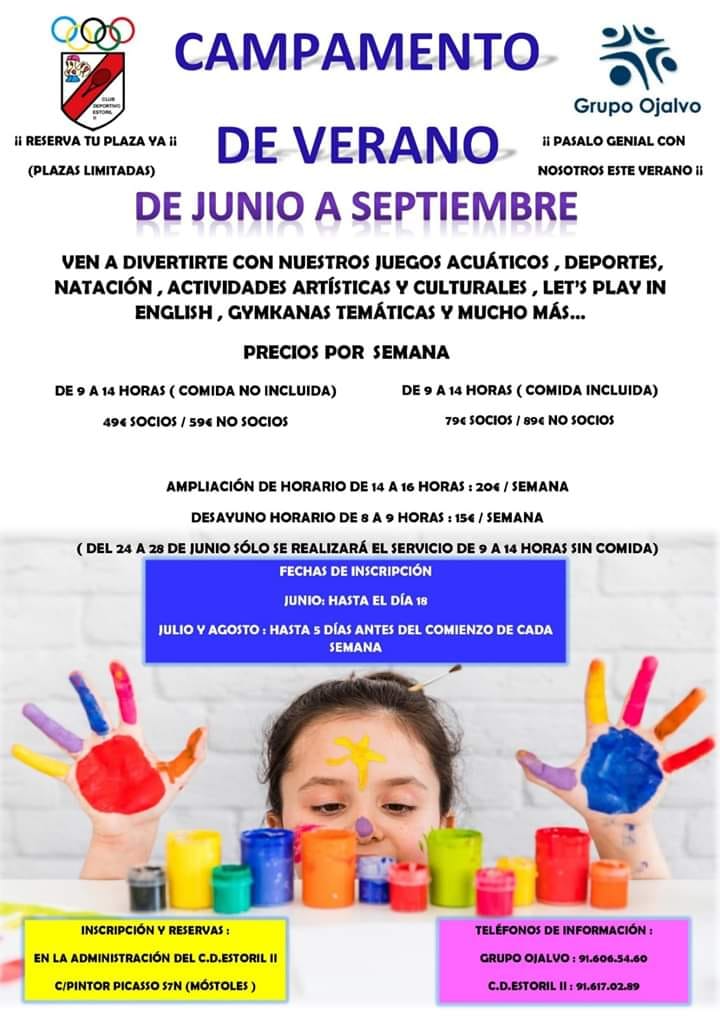 CAMPAMENTO
DE VERANO
DE JUNIO A SEPTIEMBRE
CLUB
DEPORTIVO
ESTORIL
II
Grupo Ojalvo
¡¡ RESERVA TU PLAZA YA ¡¡
(PLAZAS LIMITADAS)
¡¡ PASALO GENIAL CON
NOSOTROS ESTE VERANO ¡¡
VEN A DIVERTIRTE CON NUESTROS JUEGOS ACUÁTICOS , DEPORTES,
NATACIÓN , ACTIVIDADES ARTÍSTICAS Y CULTURALES , LET'S PLAY IN
ENGLISH , GYMKANAS TEMÁTICAS Y MUCHO MÁS...
PRECIOS POR SEMANA
DE 9 A 14 HORAS ( COMIDA NO INCLUIDA)
49€ SOCIOS / 59€ NO SOCIOS
DE 9 A 14 HORAS ( COMIDA INCLUIDA)
79€ SOCIOS / 89€ NO SOCIOS
AMPLIACIÓN DE HORARIO DE 14 A 16 HORAS : 20€ / SEMANA
DESAYUNO HORARIO DE 8 A 9 HORAS : 15€ / SEMANA
( DEL 24 A 28 DE JUNIO SÓLO SE REALIZARÁ EL SERVICIO DE 9 A 14 HORAS SIN COMIDA)
FECHAS DE INSCRIPCIÓN
JUNIO: HASTA EL DÍA 18
JULIO Y AGOSTO : HASTA 5 DÍAS ANTES DEL COMIENZO DE CADA
SEMANA
INSCRIPCIÓN Y RESERVAS :
EN LA ADMINISTRACIÓN DEL C.D.ESTORIL II
C/PINTOR PICASSO S7N (MÓSTOLES )
TELÉFONOS DE INFORMACIÓN :
GRUPO OJALVO : 91.606.54.60
C.D.ESTORIL II : 91.617.02.89